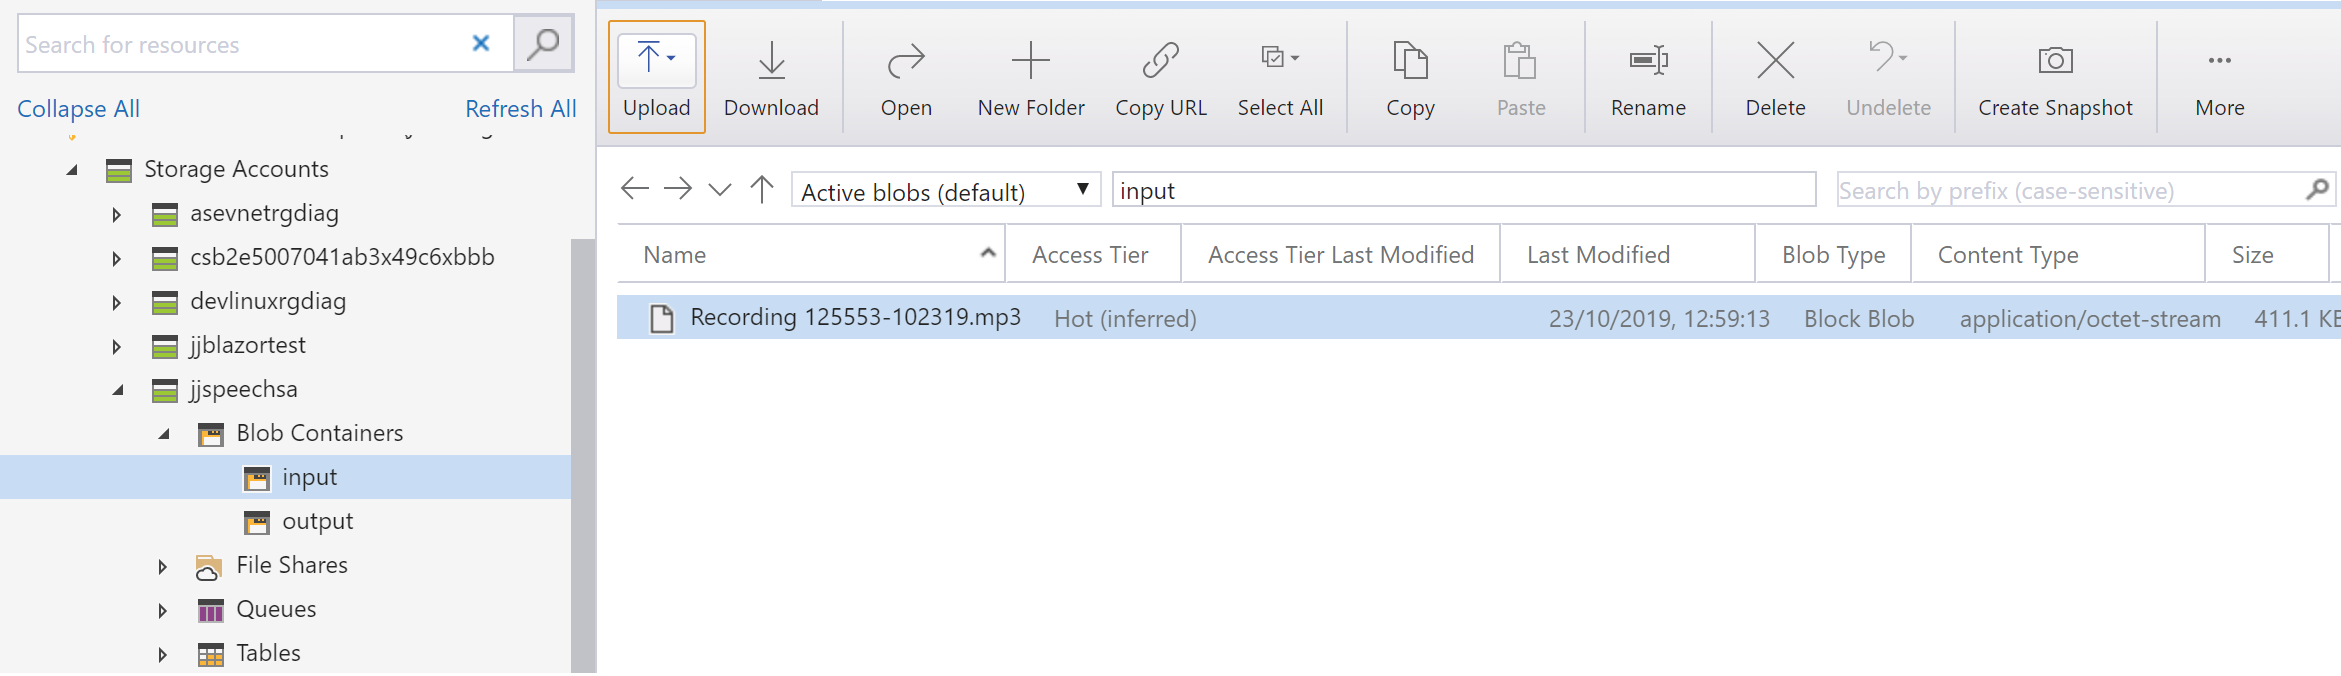 Search for resources
Collapse All
Refresh All
Storage Accounts
asevnetrgdiag
csb2e5007041ab3x49c6xbbb
devlinuxrgdiag
jjblazortest
jjspeechsa
Blob Containers
input
output
File Shares
Queues
Tables
Upload
Download
Open
New Folder
Copy URL
Select All
Copy
Paste
Rename
Delete
Undelete
Create Snapshot
More
Active blobs (default)
input
Search by prefix (case-sensitive)
Name
Access Tier
Access Tier Last Modified
Last Modified
Blob Type
Content Type
Size
Recording 125553-102319.mp3
Hot (inferred)
23/10/2019, 12:59:13
Block Blob
application/octet-stream
411.1 KB